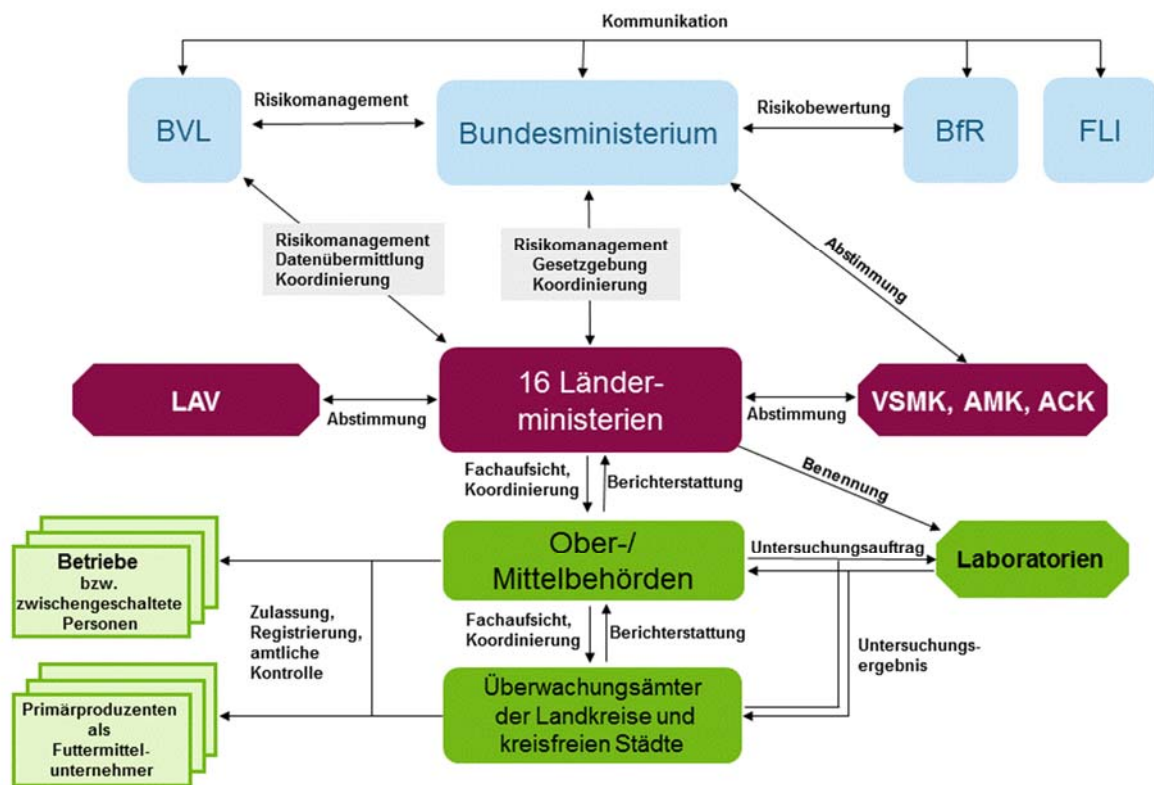 Kommunikation
BVL
Risikomanagement
Bundesministerium
Risikobewertung
BfR
FLI
Risikomanagement
Datenübermittlung
Koordinierung
Risikomanagement
Gesetzgebung
Koordinierung
Abstimmung
LAV
Abstimmung
16 Länder-
ministerien
Abstimmung
VSMK, AMK, ACK
Fachaufsicht,
Koordinierung
Berichterstattung
Benennung
Betriebe
bzw.
zwischengeschaltete
Personen
Ober-/
Mittelbehörden
Untersuchungsauftrag
Laboratorien
Zulassung,
Registrierung,
amtliche
Kontrolle
Fachaufsicht,
Koordinierung
Berichterstattung
Untersuchungs-
ergebnis
Primärproduzenten
als
Futtermittel-
unternehmer
Überwachungsämter
der Landkreise und
kreisfreien Städte